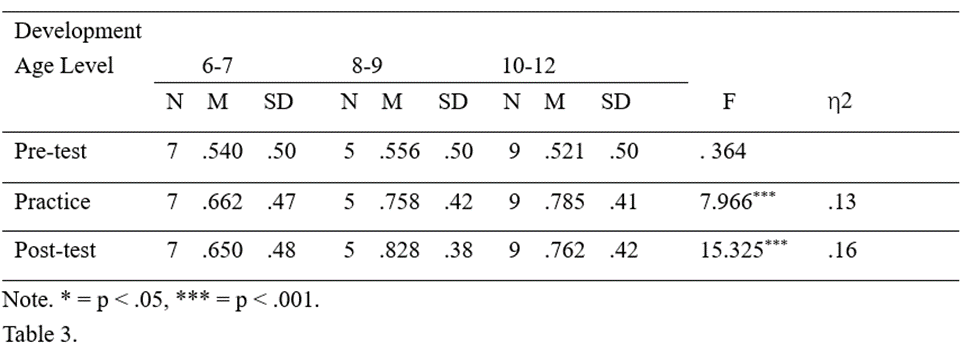 Development
Age Level 6-7 8-9 10-12
N M SD N M SD N M SD F η2
Pre-test 7 .540 .50 5 .556 .50 9 .521 .50 . 364
Practice 7 .662 .47 5 .758 .42 9 .785 .41 7.966*** .13
Post-test 7 .650 .48 5 .828 .38 9 .762 .42 15.325*** .16
Note. * = p < .05, *** = p < .001.
Table 3.